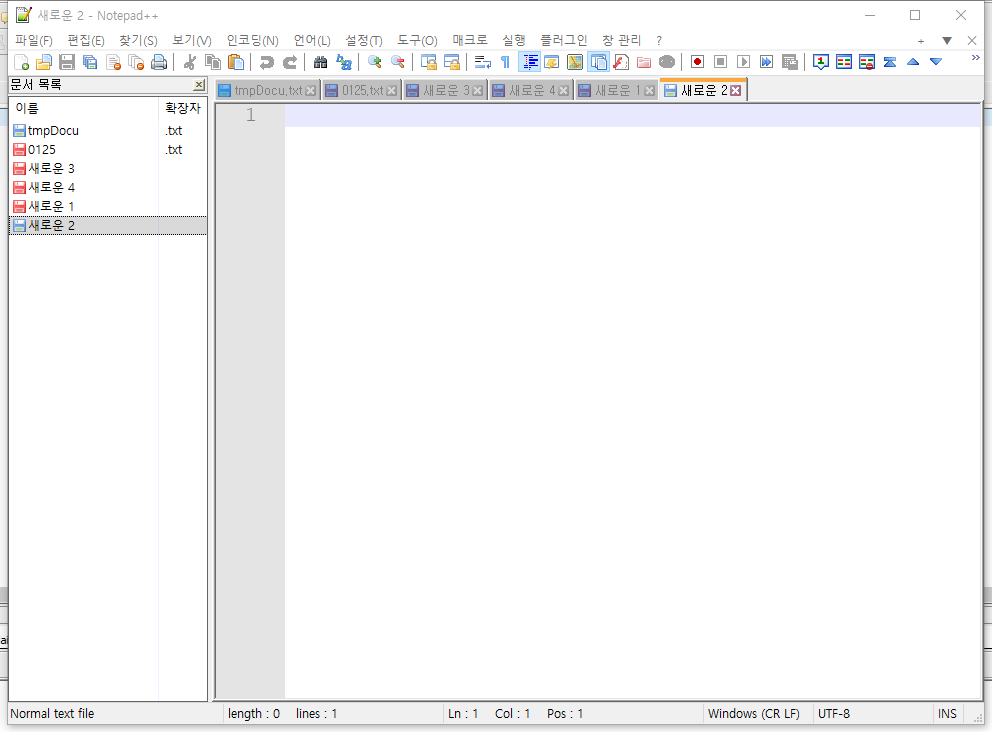 새로운 2 - Notepad++
파일(F) 편집(E) 찾기(S) 보기(V) 인코딩(N) 언어(L) 설정(T) 도구(O) 매크로 실행 플러그인 창 관리 ? + ▼ X
문서 목록
tmpDocu.txt 0125.txt 새로운 3 새로운 4 새로운 1 새로운 2
이름 확장자
1
tmpDocu .txt
0125 .txt
새로운 3
새로운 4
새로운 1
새로운 2
Normal text file length : 0 lines : 1 Ln : 1 Col : 1 Pos : 1 Windows (CR LF) UTF-8 INS